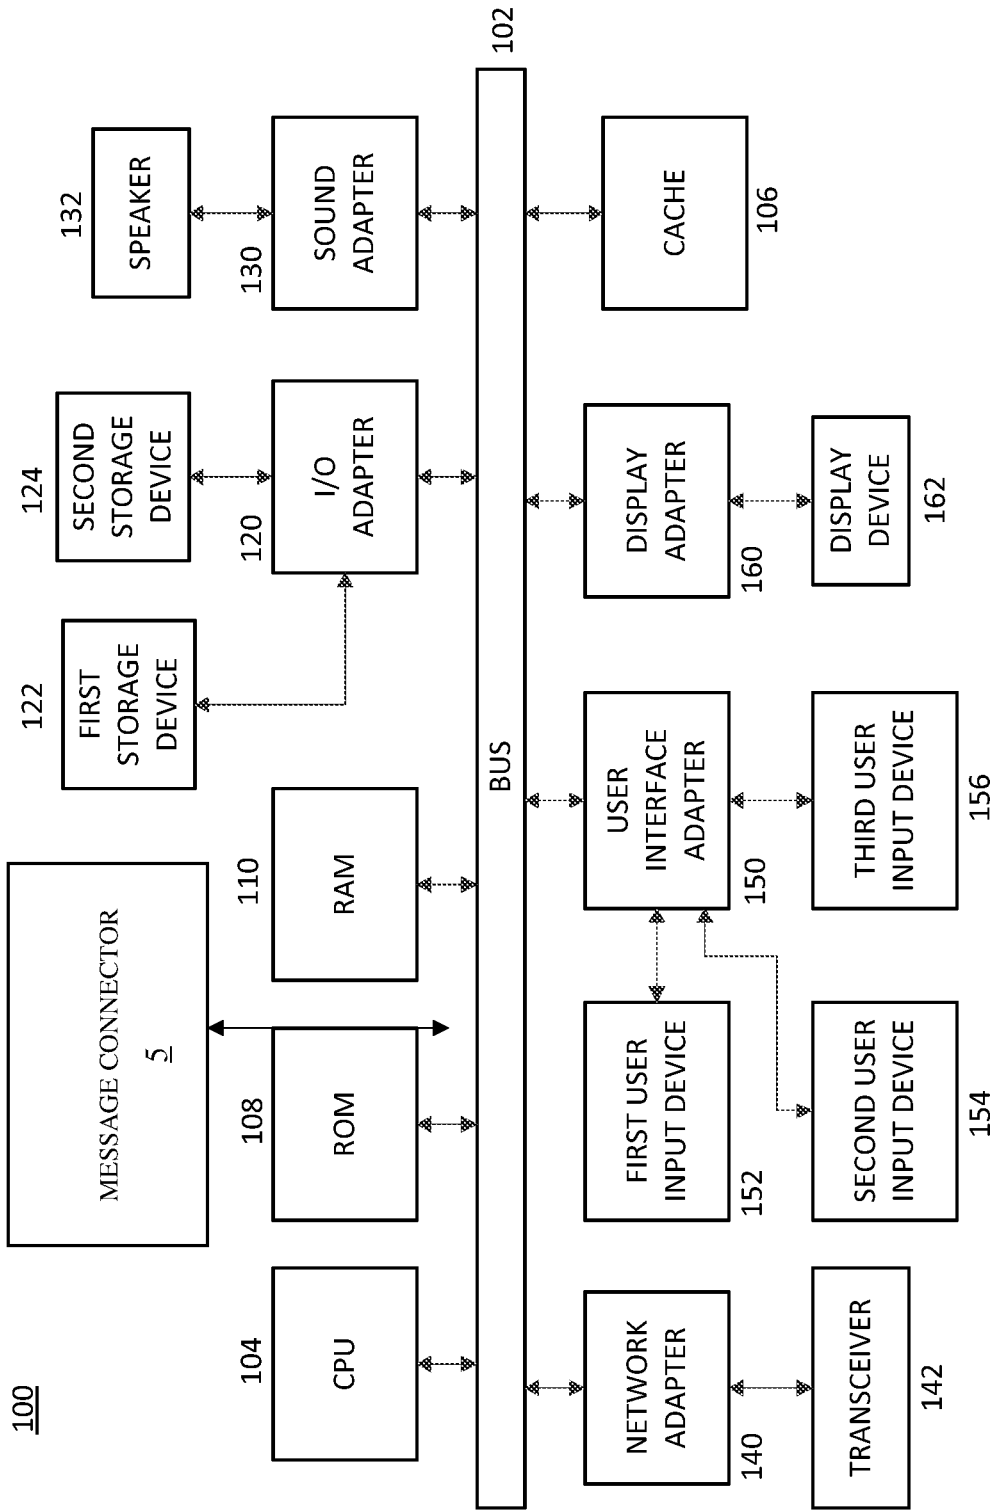 100
MESSAGE CONNECTOR
5
122
FIRST
STORAGE
DEVICE
124
SECOND
STORAGE
DEVICE
132
SPEAKER
104
CPU
108
ROM
110
RAM
120
I/O
ADAPTER
130
SOUND
ADAPTER
BUS
102
NETWORK
ADAPTER
140
FIRST USER
INPUT DEVICE
152
USER
INTERFACE
ADAPTER
150
DISPLAY
ADAPTER
160
CACHE
106
TRANSCEIVER
142
SECOND USER
INPUT DEVICE
154
THIRD USER
INPUT DEVICE
156
DISPLAY
DEVICE
162